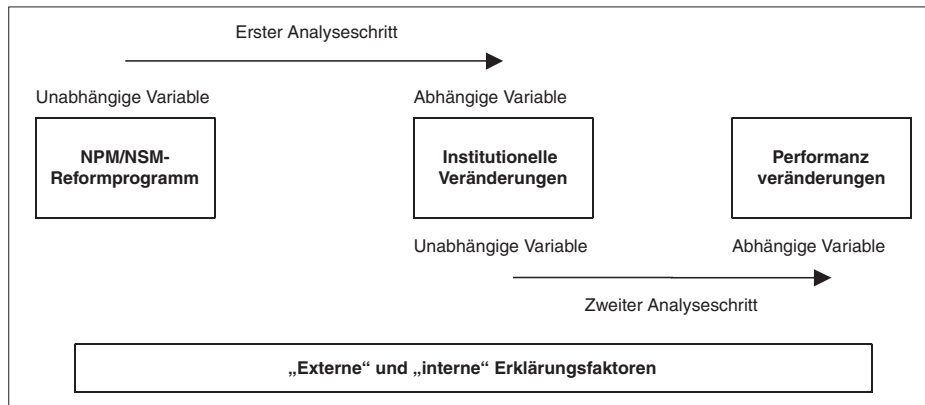 Erster Analyseschritt
Unabhängige Variable
Abhängige Variable
NPM/NSM-
Reformprogramm
Institutionelle
Veränderungen
Performanz
veränderungen
Unabhängige Variable
Abhängige Variable
Zweiter Analyseschritt
„Externe“ und „interne“ Erklärungsfaktoren